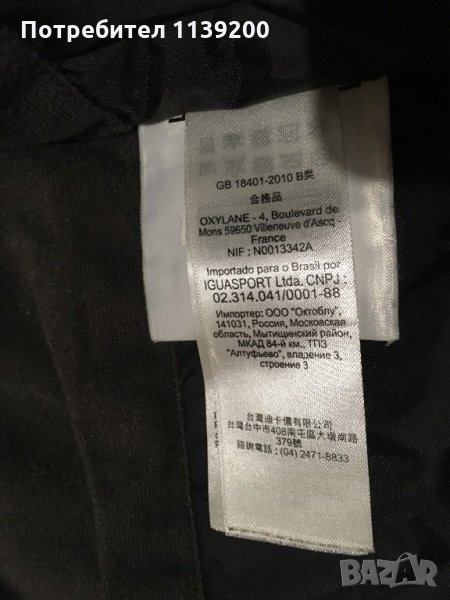 Потребител 1139200
GB 18401-2010 B类
合格品
OXYLANE - 4, Boulevard de
Mons 59650 Villeneuve d'Ascq -
France
NIF : N0013342A
Importado para o Brasil por
IGUASPORT Ltda. CNPJ :
02.314.041/0001-88
Импортер: ООО "Октоблу",
141031, Россия, Московская
область, Мытищинский район,
МКАД 84-й км., ТПЗ
"Алтуфьево", владение 3,
строение 3
台灣迪卡儂有限公司
台灣台中市408南屯區大墩南路
379號
諮詢電話：(04) 2471-8833
BAZAR